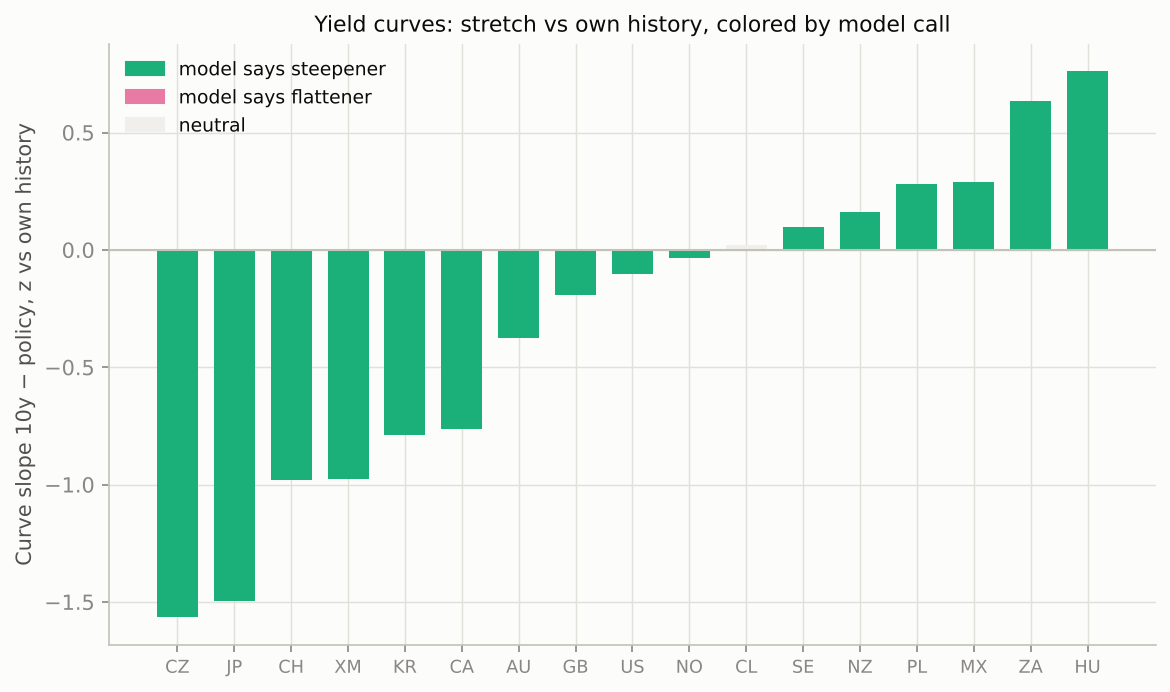 Yield curves: stretch vs own history, colored by model call
model says steepener
model says flattener
neutral
Curve slope 10y − policy, z vs own history
0.5
0.0
−0.5
−1.0
−1.5
CZ JP CH XM KR CA AU GB US NO CL SE NZ PL MX ZA HU